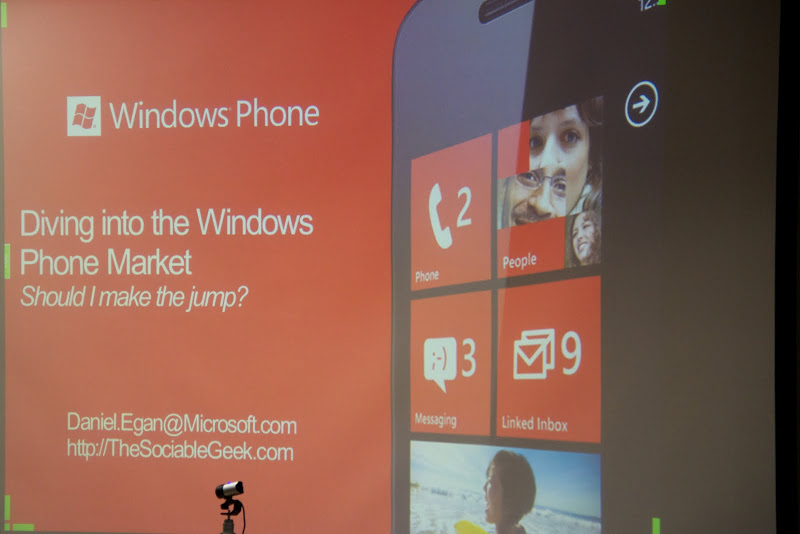 Windows Phone
Diving into the Windows
Phone Market
Should I make the jump?
Daniel.Egan@Microsoft.com
http://TheSociableGeek.com
12:
2
Phone
People
;-)
3
Messaging
9
Linked Inbox